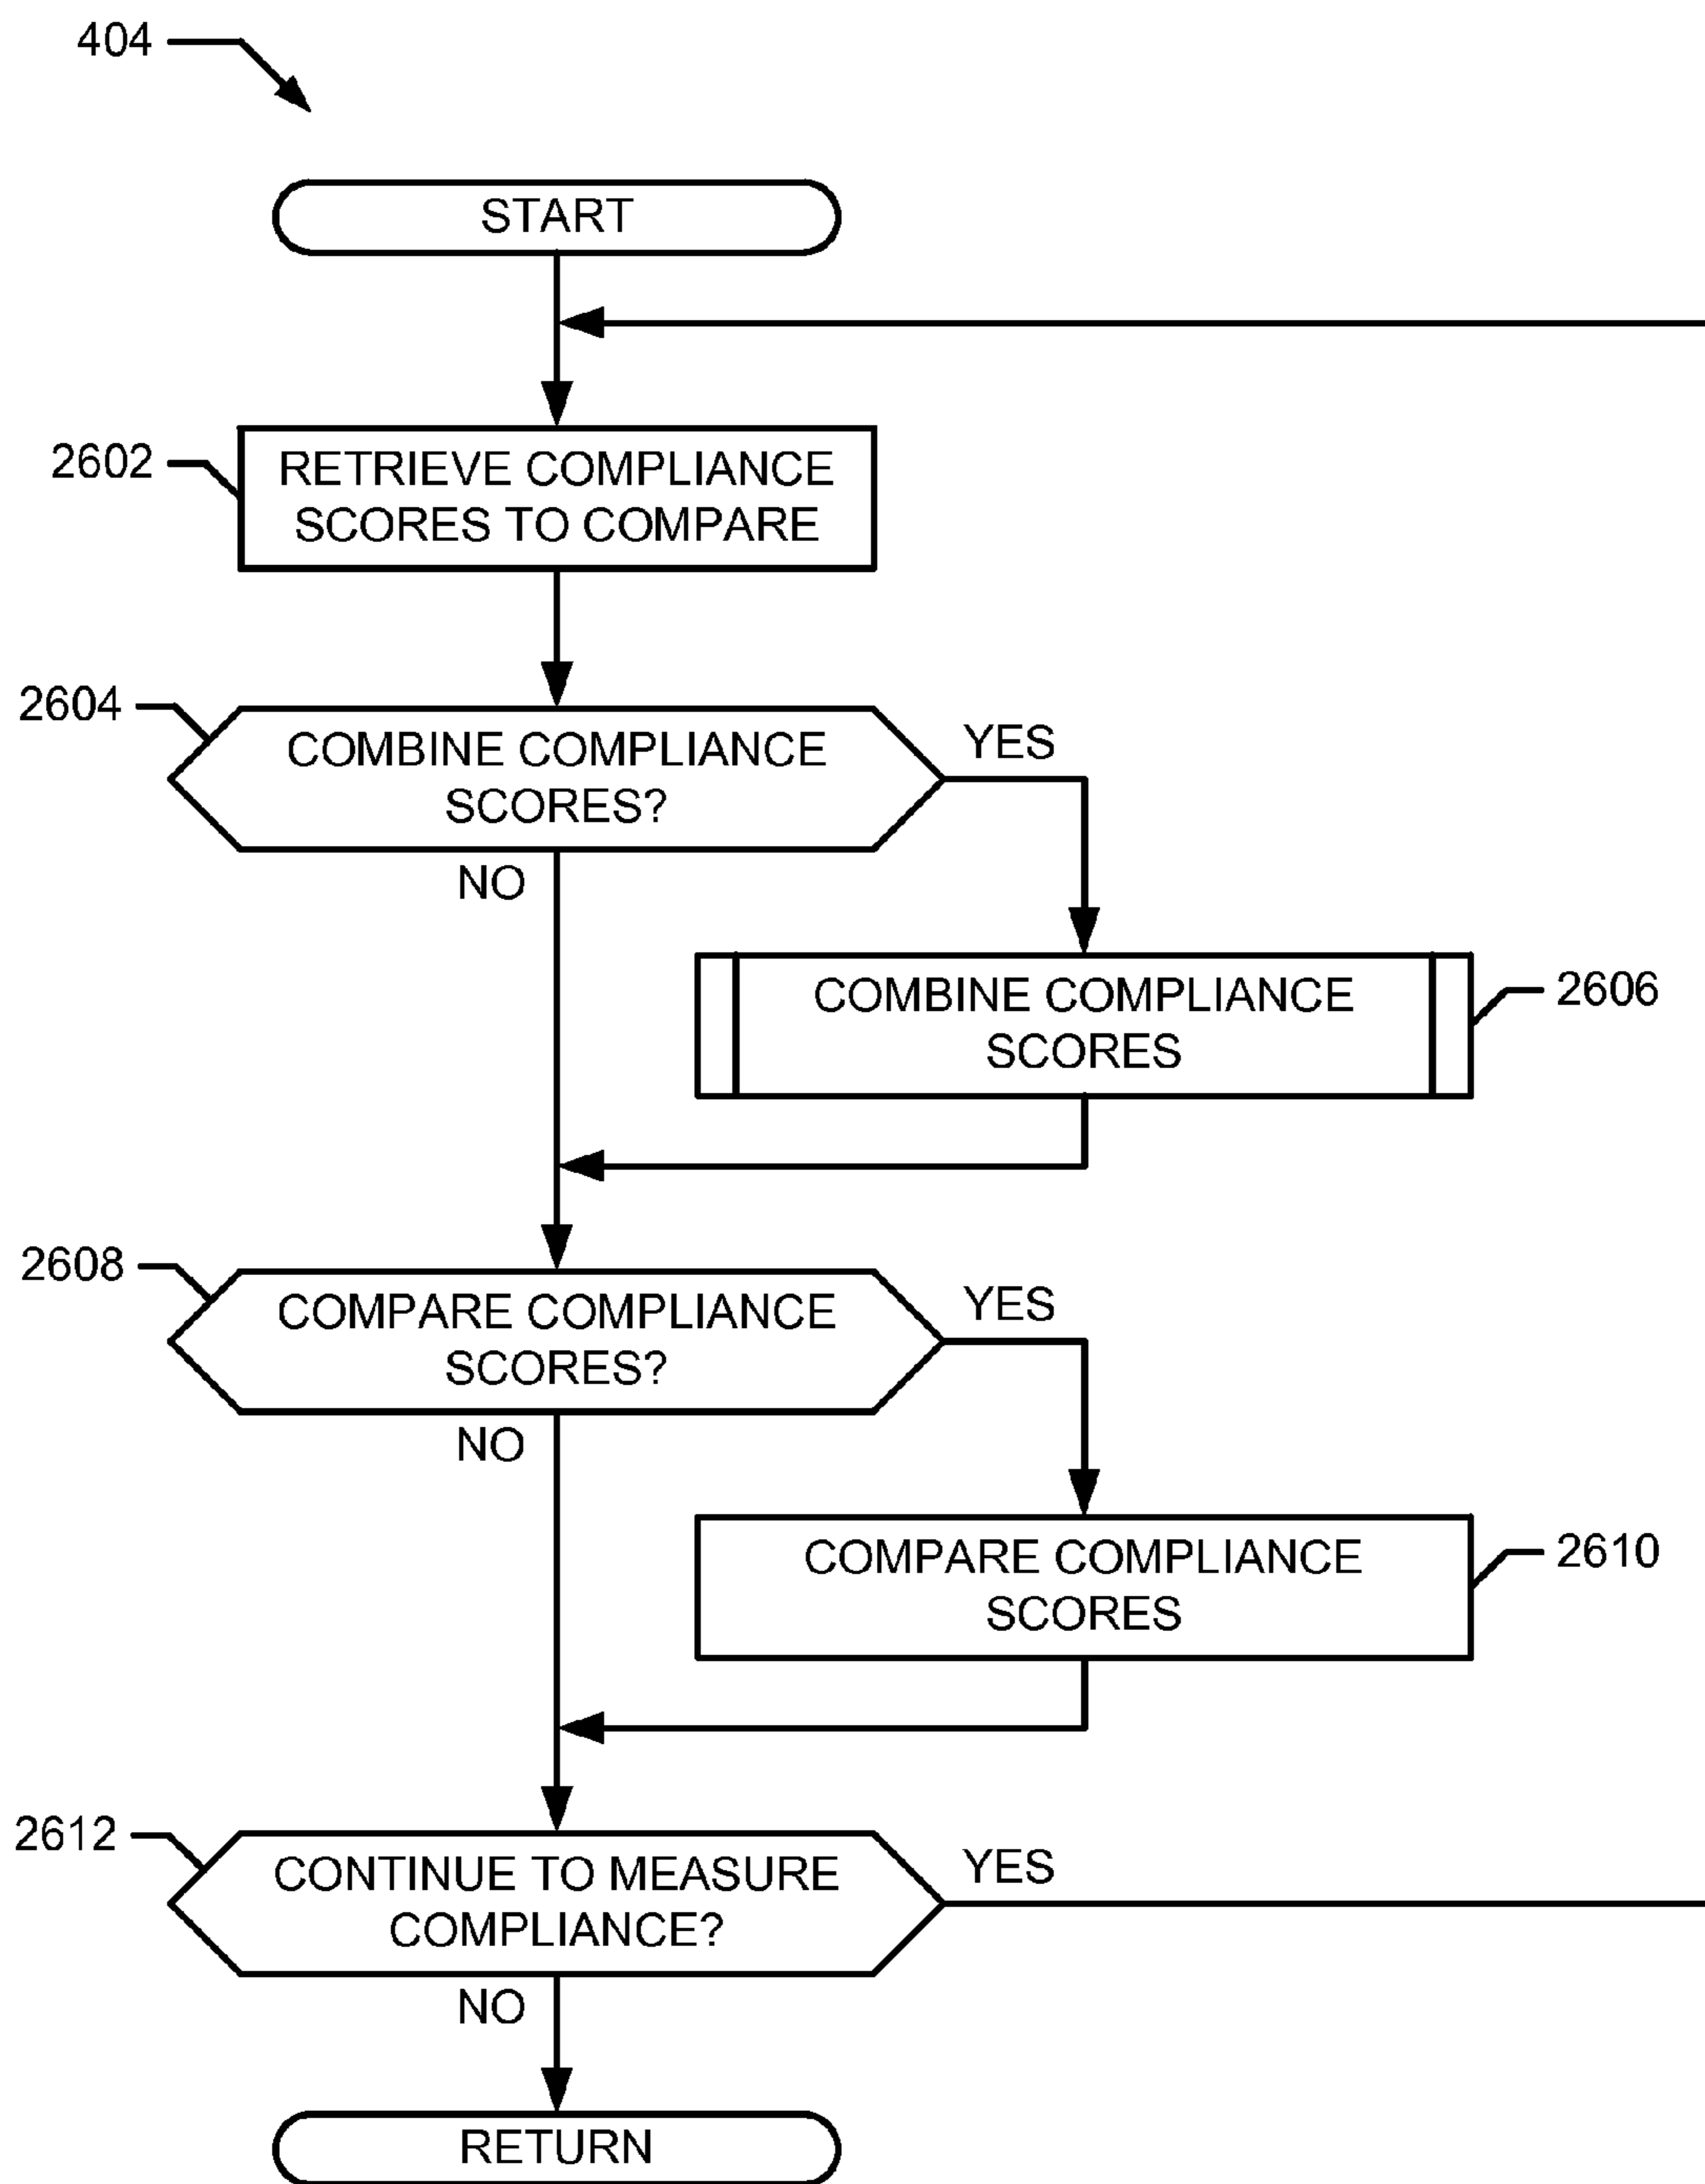 404
START
2602
RETRIEVE COMPLIANCE
SCORES TO COMPARE
2604
COMBINE COMPLIANCE
SCORES?
YES
NO
COMBINE COMPLIANCE
SCORES
2606
2608
COMPARE COMPLIANCE
SCORES?
YES
NO
COMPARE COMPLIANCE
SCORES
2610
2612
CONTINUE TO MEASURE
COMPLIANCE?
YES
NO
RETURN